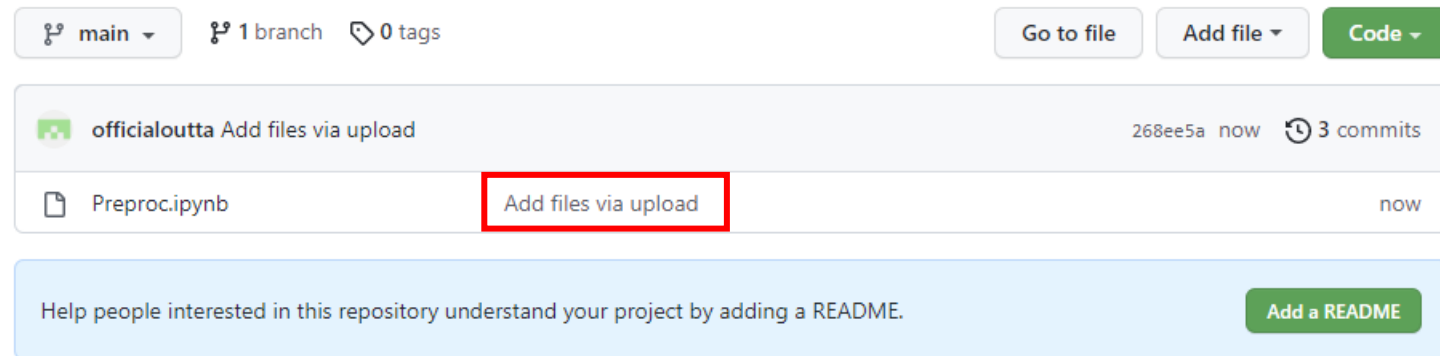 main 1 branch 0 tags Go to file Add file Code
officialoutta Add files via upload 268ee5a now 3 commits
Preproc.ipynb Add files via upload now
Help people interested in this repository understand your project by adding a README. Add a README